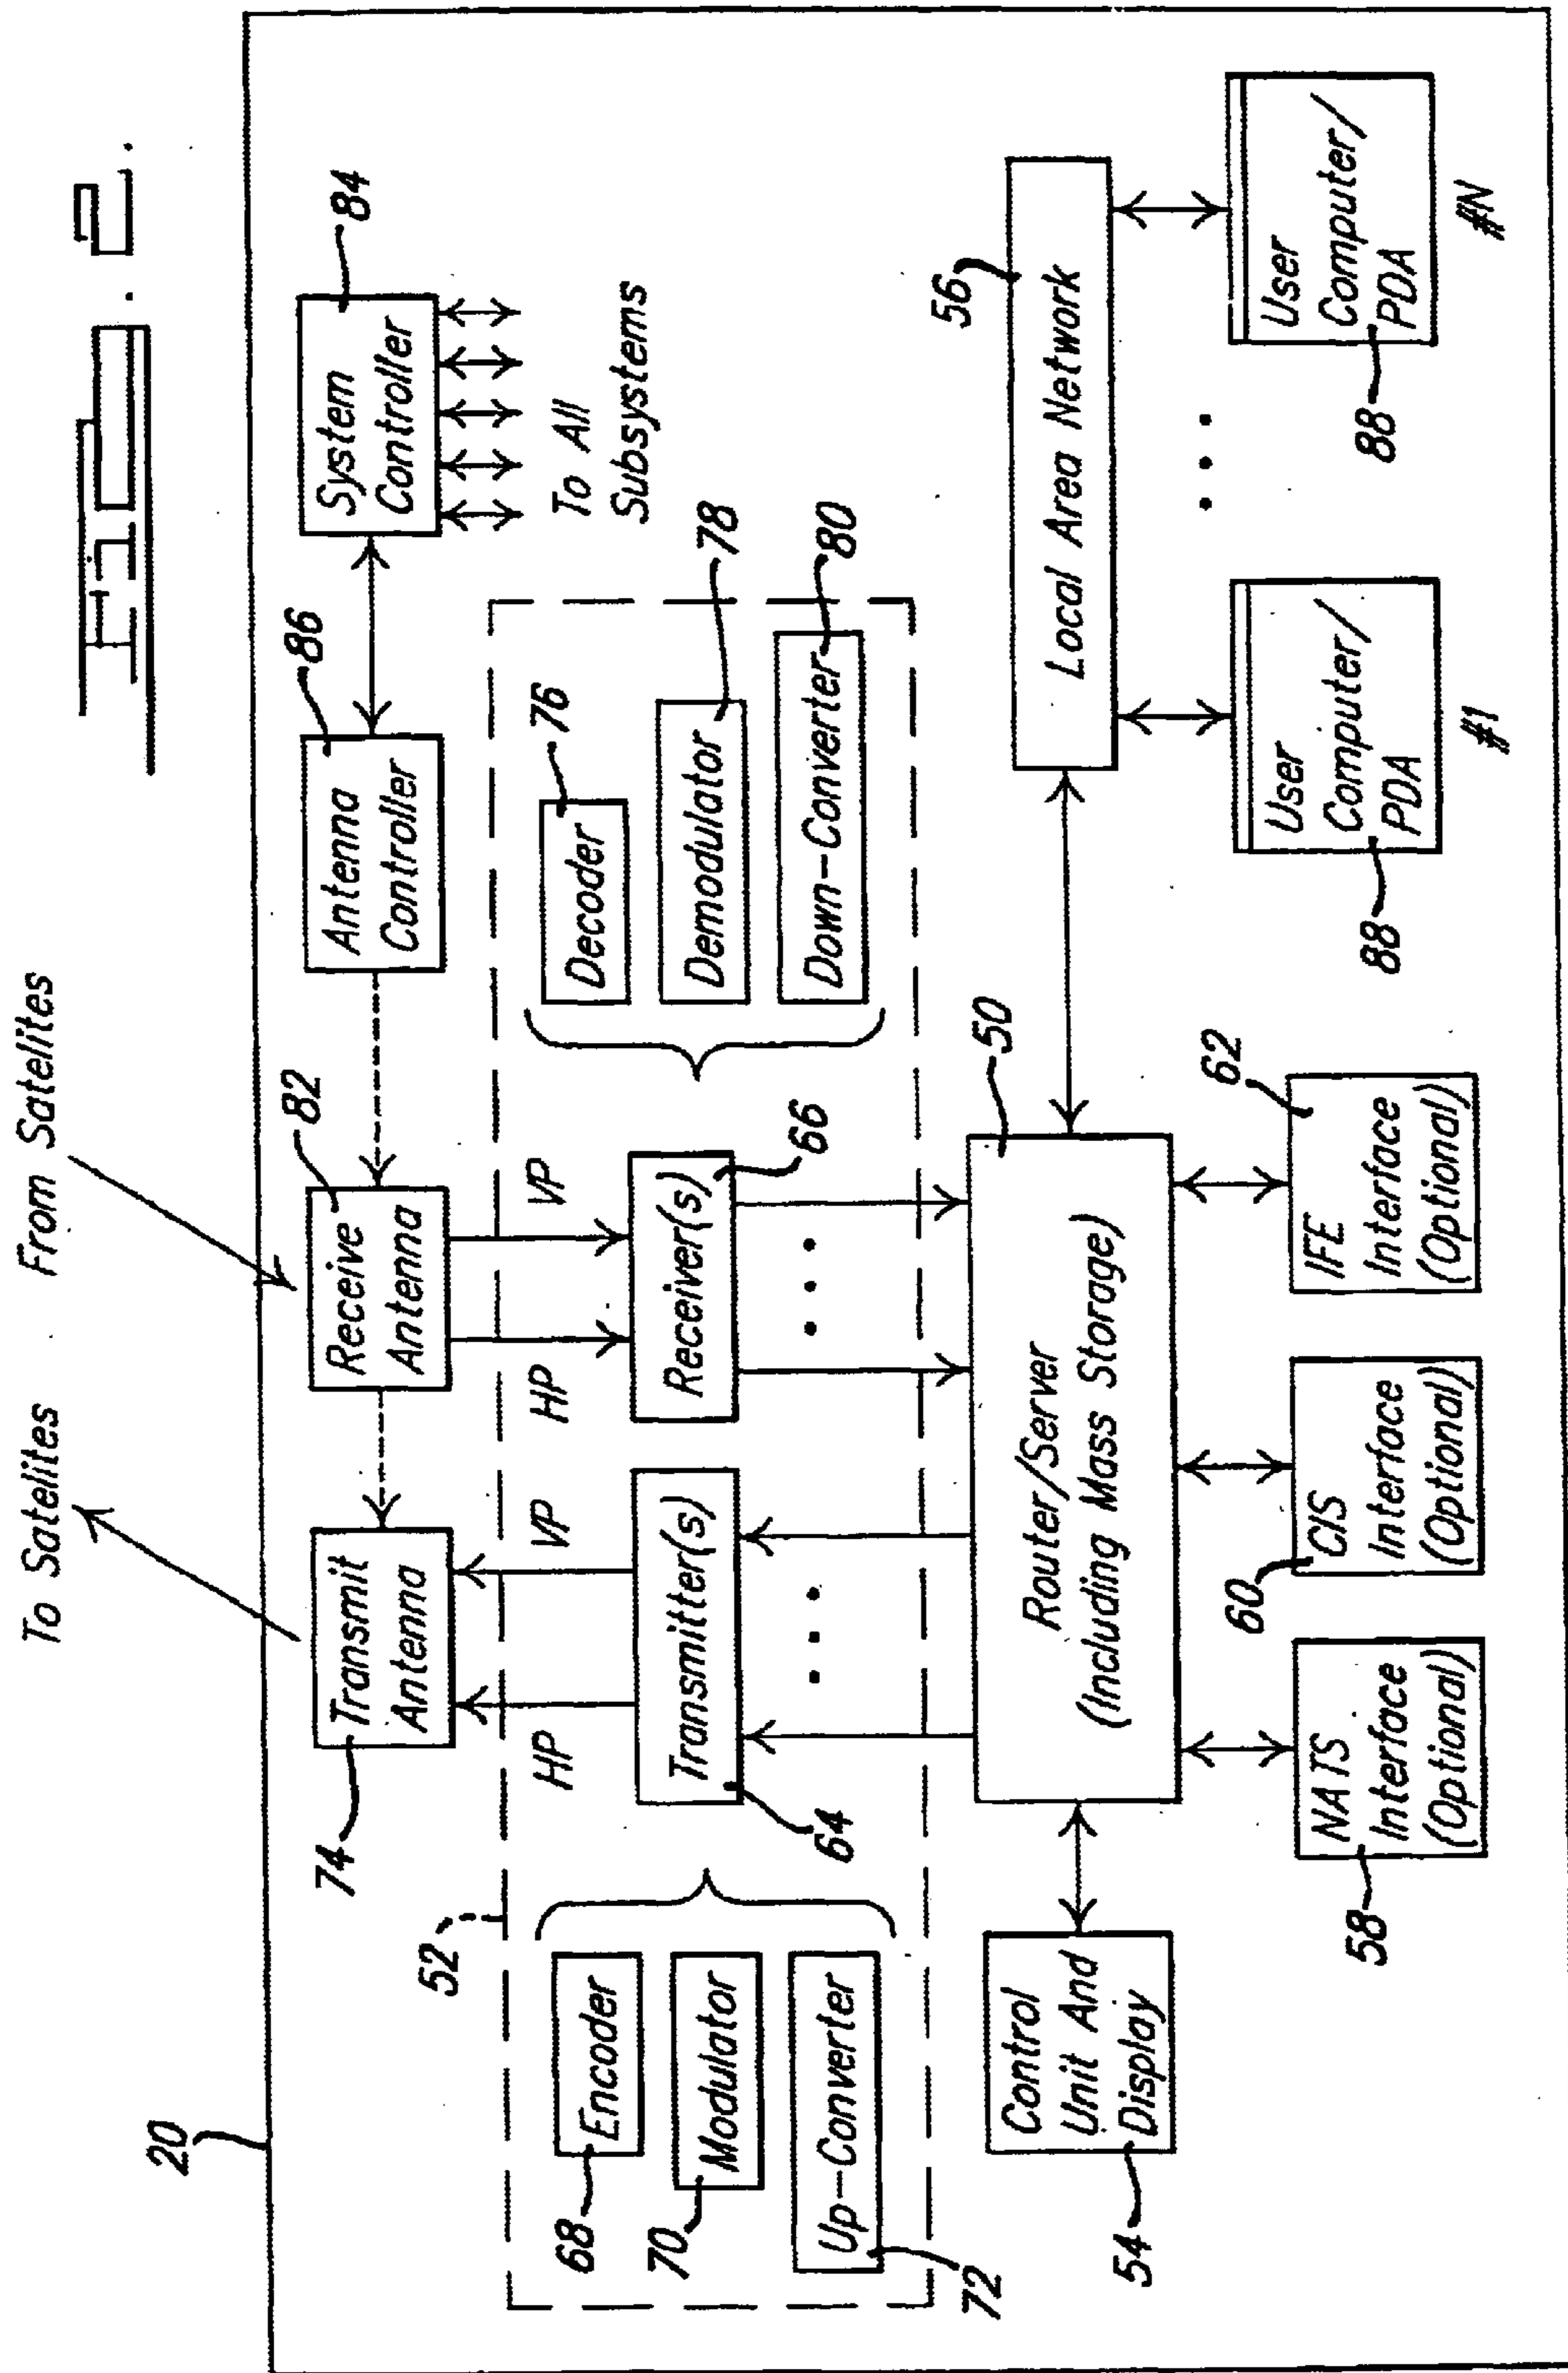 Fig. 2.
To Satelites
From Satelites
20
74
Transmit
Antenna
82
Receive
Antenna
86
Antenna
Controller
84
System
Controller
To All
Subsystems
52
HP
VP
HP
VP
68
Encoder
70
Modulator
72
Up-Converter
64
Transmitter(s)
66
Receiver(s)
76
Decoder
78
Demodulator
80
Down-Converter
54
Control
Unit And
Display
50
Router/Server
(Including Mass Storage)
56
Local Area Network
58
NATS
Interface
(Optional)
60
CIS
Interface
(Optional)
62
IFE
Interface
(Optional)
88
User
Computer/
PDA
#1
88
User
Computer/
PDA
#N